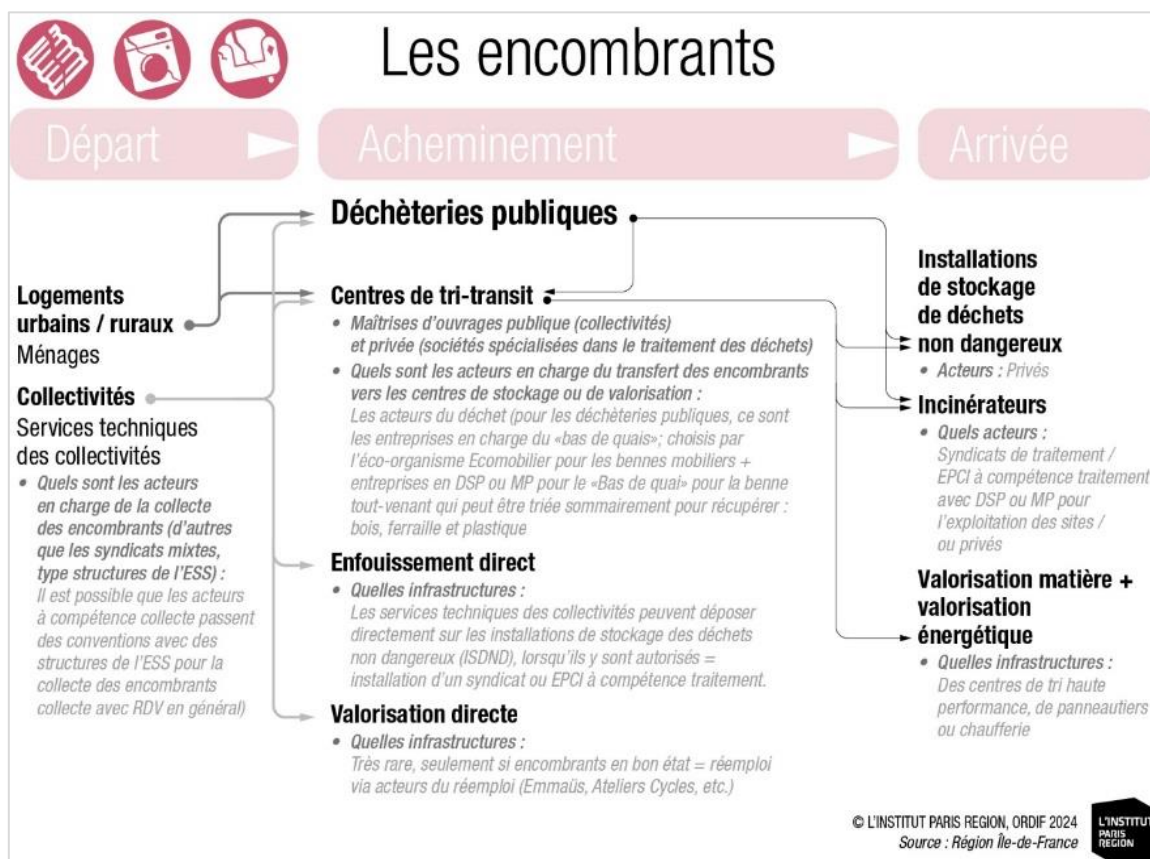 Les encombrants
Départ
Acheminement
Arrivée
Logements
urbains / ruraux
Ménages
Collectivités
Services techniques
des collectivités
• Quels sont les acteurs
en charge de la collecte
des encombrants (d'autres
que les syndicats mixtes,
type structures de l'ESS) :
Il est possible que les acteurs
à compétence collecte passent
des conventions avec des
structures de l'ESS pour la
collecte des encombrants
collecte avec RDV en général)
Déchèteries publiques
Centres de tri-transit
• Maîtrises d'ouvrages publique (collectivités)
et privée (sociétés spécialisées dans le traitement des déchets)
• Quels sont les acteurs en charge du transfert des encombrants
vers les centres de stockage ou de valorisation :
Les acteurs du déchet (pour les déchèteries publiques, ce sont
les entreprises en charge du «bas de quais»; choisis par
l'éco-organisme Ecomobilier pour les bennes mobiliers +
entreprises en DSP ou MP pour le «Bas de quai» pour la benne
tout-venant qui peut être triée sommairement pour récupérer :
bois, ferraille et plastique
Enfouissement direct
• Quelles infrastructures :
Les services techniques des collectivités peuvent déposer
directement sur les installations de stockage des déchets
non dangereux (ISDND), lorsqu'ils y sont autorisés =
installation d'un syndicat ou EPCI à compétence traitement.
Valorisation directe
• Quelles infrastructures :
Très rare, seulement si encombrants en bon état = réemploi
via acteurs du réemploi (Emmaüs, Ateliers Cycles, etc.)
Installations
de stockage
de déchets
non dangereux
• Acteurs : Privés
Incinérateurs
• Quels acteurs :
Syndicats de traitement /
EPCI à compétence traitement
avec DSP ou MP pour
l'exploitation des sites /
ou privés
Valorisation matière +
valorisation
énergétique
• Quelles infrastructures :
Des centres de tri haute
performance, de panneautiers
ou chaufferie
© L'INSTITUT PARIS REGION, ORDIF 2024
Source : Région Île-de-France
L'INSTITUT
PARIS
REGION